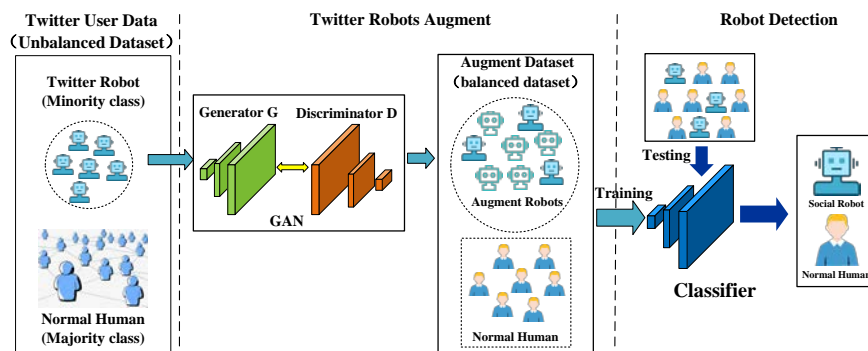 Twitter User Data
(Unbalanced Dataset)
Twitter Robot
(Minority class)
Normal Human
(Majority class)
Twitter Robots Augment
Generator G
Discriminator D
GAN
Augment Dataset
(balanced dataset)
Augment Robots
Normal Human
Robot Detection
Testing
Training
Classifier
Social Robot
Normal Human